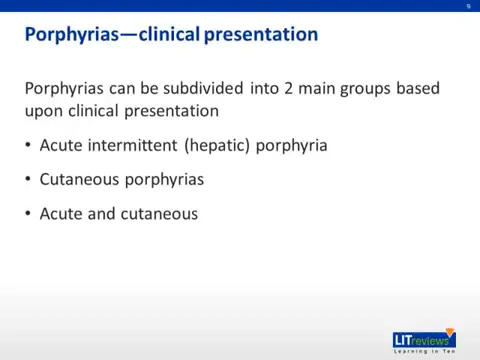 9
Porphyrias—clinical presentation
Porphyrias can be subdivided into 2 main groups based
upon clinical presentation
• Acute intermittent (hepatic) porphyria
• Cutaneous porphyrias
• Acute and cutaneous
LITreviews
Learning in Ten